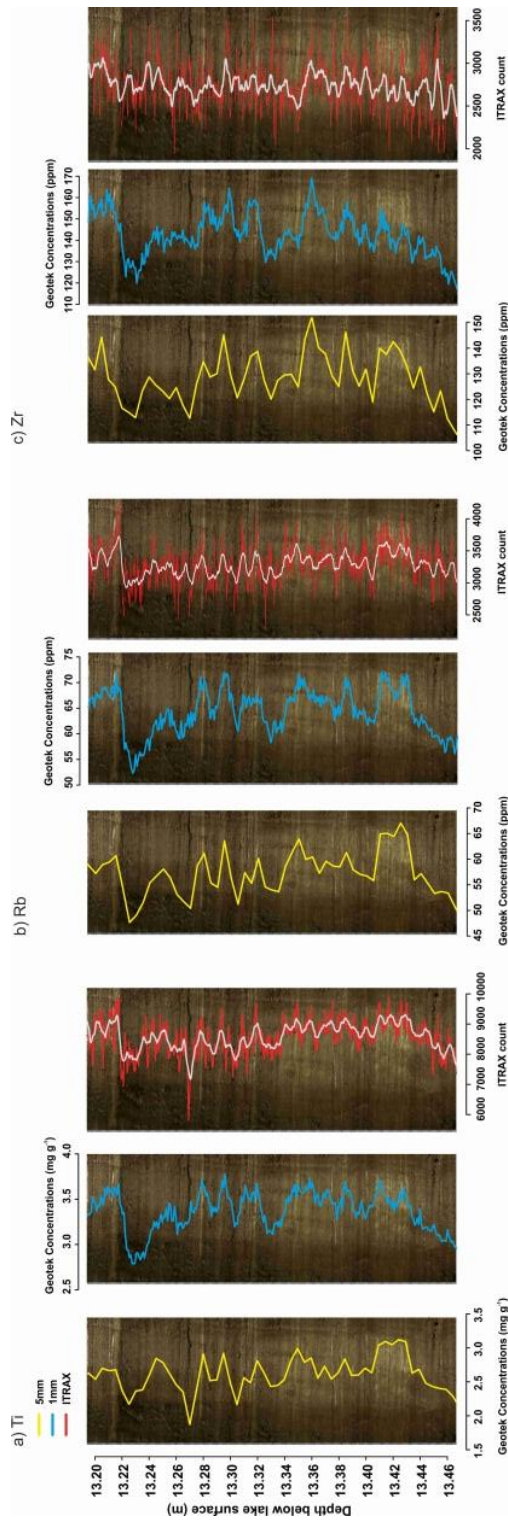 a) Ti
5mm
1mm
ITRAX
Depth below lake surface (m)
13.20
13.22
13.24
13.26
13.28
13.30
13.32
13.34
13.36
13.38
13.40
13.42
13.44
13.46
1.5 2.0 2.5 3.0 3.5
Geotek Concentrations (mg g⁻¹)
Geotek Concentrations (mg g⁻¹)
2.5 3.0 3.5 4.0
6000 7000 8000 9000 10000
ITRAX count
b) Rb
45 50 55 60 65 70
Geotek Concentrations (ppm)
Geotek Concentrations (ppm)
50 55 60 65 70 75
2500 3000 3500 4000
ITRAX count
c) Zr
100 110 120 130 140 150
Geotek Concentrations (ppm)
Geotek Concentrations (ppm)
110 120 130 140 150 160 170
2000 2500 3000 3500
ITRAX count